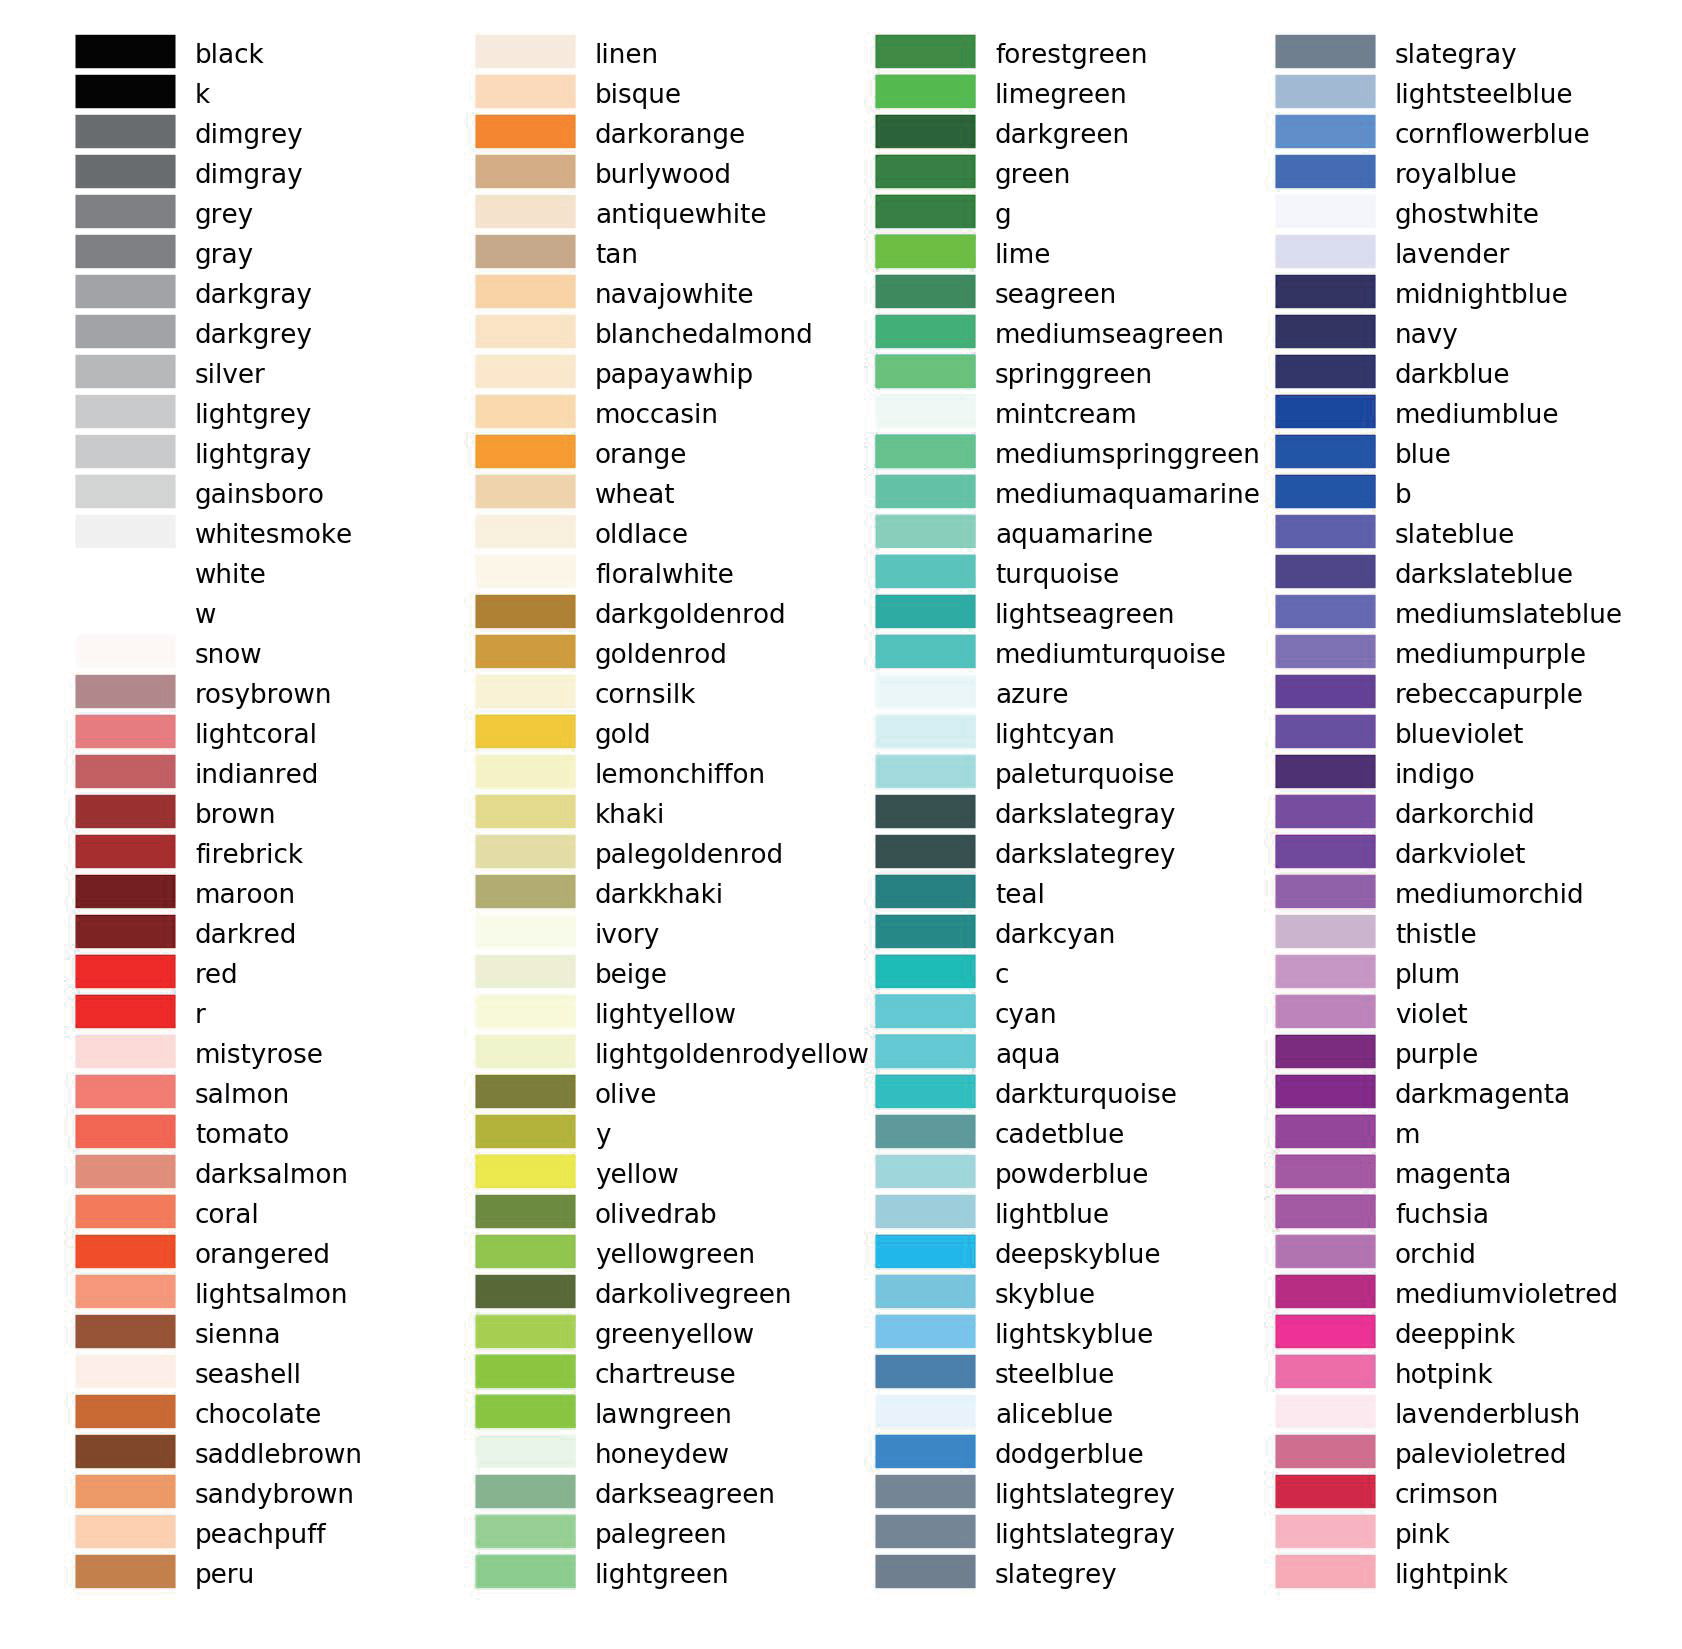 black
k
dimgrey
dimgray
grey
gray
darkgray
darkgrey
silver
lightgrey
lightgray
gainsboro
whitesmoke
white
w
snow
rosybrown
lightcoral
indianred
brown
firebrick
maroon
darkred
red
r
mistyrose
salmon
tomato
darksalmon
coral
orangered
lightsalmon
sienna
seashell
chocolate
saddlebrown
sandybrown
peachpuff
peru
linen
bisque
darkorange
burlywood
antiquewhite
tan
navajowhite
blanchedalmond
papayawhip
moccasin
orange
wheat
oldlace
floralwhite
darkgoldenrod
goldenrod
cornsilk
gold
lemonchiffon
khaki
palegoldenrod
darkkhaki
ivory
beige
lightyellow
lightgoldenrodyellow
olive
y
yellow
olivedrab
yellowgreen
darkolivegreen
greenyellow
chartreuse
lawngreen
honeydew
darkseagreen
palegreen
lightgreen
forestgreen
limegreen
darkgreen
green
g
lime
seagreen
mediumseagreen
springgreen
mintcream
mediumspringgreen
mediumaquamarine
aquamarine
turquoise
lightseagreen
mediumturquoise
azure
lightcyan
paleturquoise
darkslategray
darkslategrey
teal
darkcyan
c
cyan
aqua
darkturquoise
cadetblue
powderblue
lightblue
deepskyblue
skyblue
lightskyblue
steelblue
aliceblue
dodgerblue
lightslategrey
lightslategray
slategrey
slategray
lightsteelblue
cornflowerblue
royalblue
ghostwhite
lavender
midnightblue
navy
darkblue
mediumblue
blue
b
slateblue
darkslateblue
mediumslateblue
mediumpurple
rebeccapurple
blueviolet
indigo
darkorchid
darkviolet
mediumorchid
thistle
plum
violet
purple
darkmagenta
m
magenta
fuchsia
orchid
mediumvioletred
deeppink
hotpink
lavenderblush
palevioletred
crimson
pink
lightpink